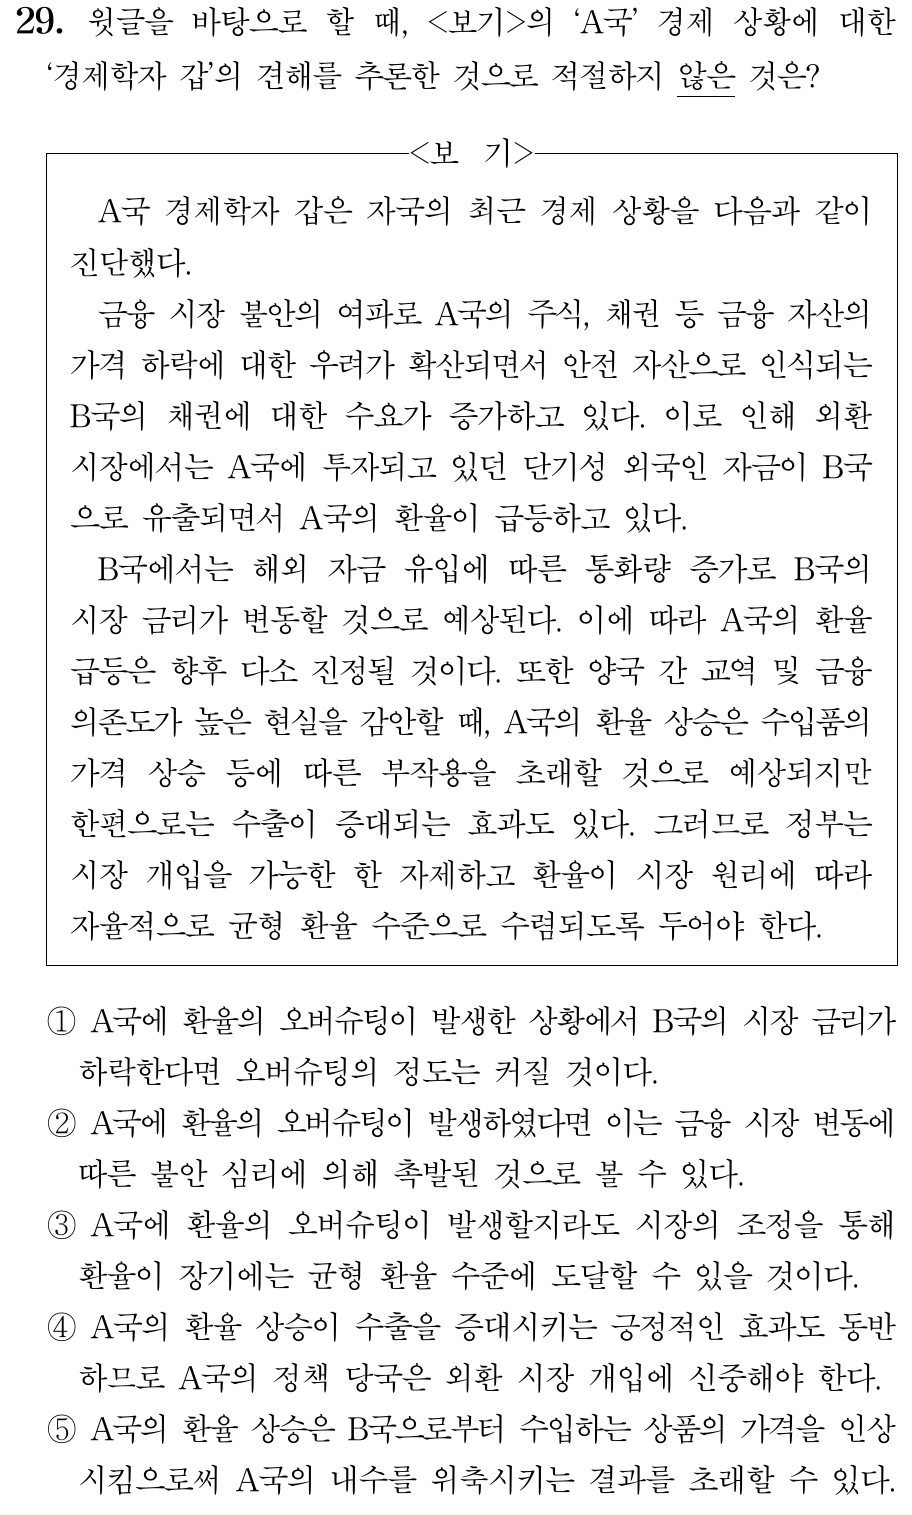 29. 윗글을 바탕으로 할 때, <보기>의 ‘A국’ 경제 상황에 대한
‘경제학자 갑’의 견해를 추론한 것으로 적절하지 않은 것은?
<보 기>
A국 경제학자 갑은 자국의 최근 경제 상황을 다음과 같이
진단했다.
금융 시장 불안의 여파로 A국의 주식, 채권 등 금융 자산의
가격 하락에 대한 우려가 확산되면서 안전 자산으로 인식되는
B국의 채권에 대한 수요가 증가하고 있다. 이로 인해 외환
시장에서는 A국에 투자되고 있던 단기성 외국인 자금이 B국
으로 유출되면서 A국의 환율이 급등하고 있다.
B국에서는 해외 자금 유입에 따른 통화량 증가로 B국의
시장 금리가 변동할 것으로 예상된다. 이에 따라 A국의 환율
급등은 향후 다소 진정될 것이다. 또한 양국 간 교역 및 금융
의존도가 높은 현실을 감안할 때, A국의 환율 상승은 수입품의
가격 상승 등에 따른 부작용을 초래할 것으로 예상되지만
한편으로는 수출이 증대되는 효과도 있다. 그러므로 정부는
시장 개입을 가능한 한 자제하고 환율이 시장 원리에 따라
자율적으로 균형 환율 수준으로 수렴되도록 두어야 한다.
① A국에 환율의 오버슈팅이 발생한 상황에서 B국의 시장 금리가
하락한다면 오버슈팅의 정도는 커질 것이다.
② A국에 환율의 오버슈팅이 발생하였다면 이는 금융 시장 변동에
따른 불안 심리에 의해 촉발된 것으로 볼 수 있다.
③ A국에 환율의 오버슈팅이 발생할지라도 시장의 조정을 통해
환율이 장기에는 균형 환율 수준에 도달할 수 있을 것이다.
④ A국의 환율 상승이 수출을 증대시키는 긍정적인 효과도 동반
하므로 A국의 정책 당국은 외환 시장 개입에 신중해야 한다.
⑤ A국의 환율 상승은 B국으로부터 수입하는 상품의 가격을 인상
시킴으로써 A국의 내수를 위축시키는 결과를 초래할 수 있다.